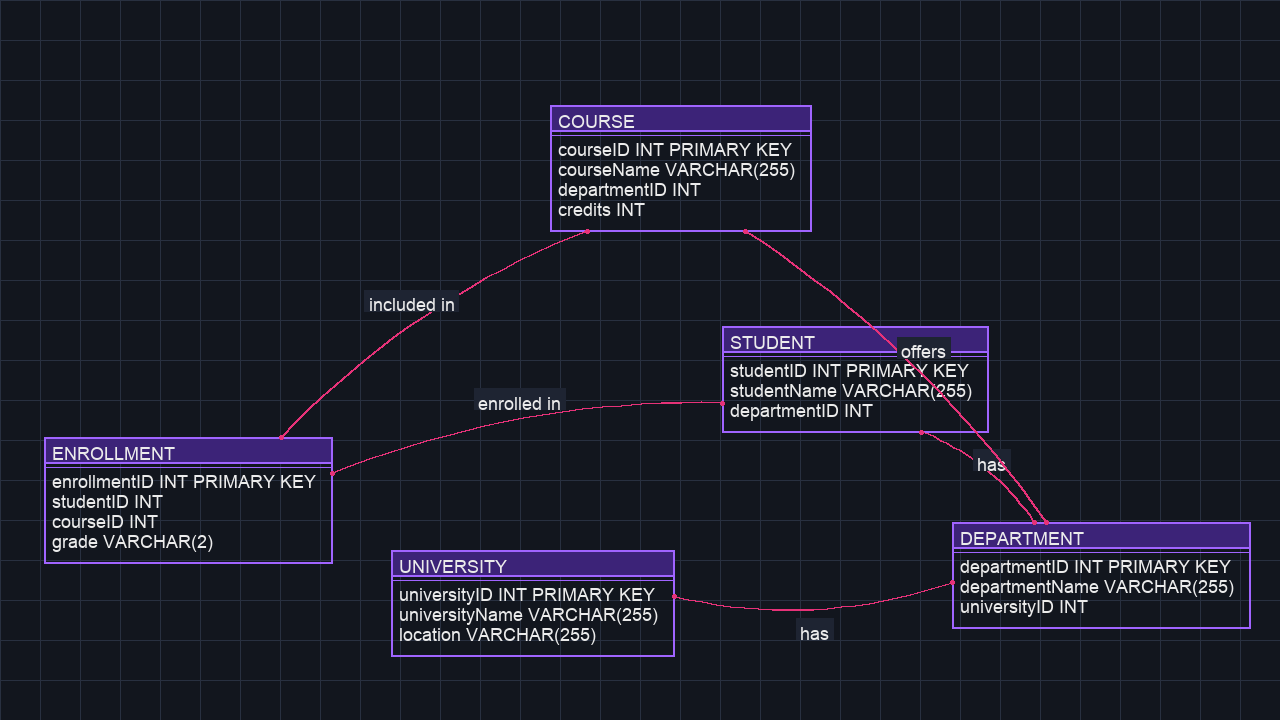 COURSE
courseID INT PRIMARY KEY
courseName VARCHAR(255)
departmentID INT
credits INT
included in
STUDENT
offers
studentID INT PRIMARY KEY
studentName VARCHAR(255)
departmentID INT
enrolled in
has
ENROLLMENT
enrollmentID INT PRIMARY KEY
studentID INT
courseID INT
grade VARCHAR(2)
UNIVERSITY
universityID INT PRIMARY KEY
universityName VARCHAR(255)
location VARCHAR(255)
has
DEPARTMENT
departmentID INT PRIMARY KEY
departmentName VARCHAR(255)
universityID INT